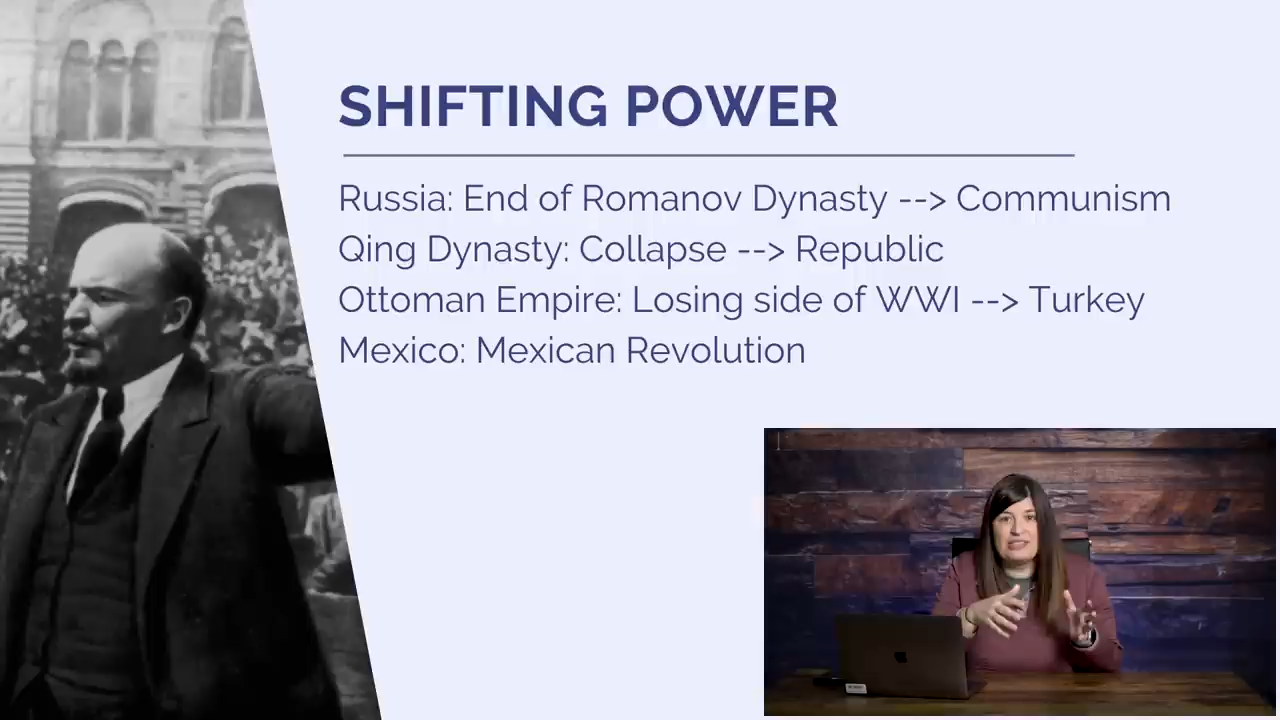 SHIFTING POWER
Russia: End of Romanov Dynasty --> Communism
Qing Dynasty: Collapse --> Republic
Ottoman Empire: Losing side of WWI --> Turkey
Mexico: Mexican Revolution